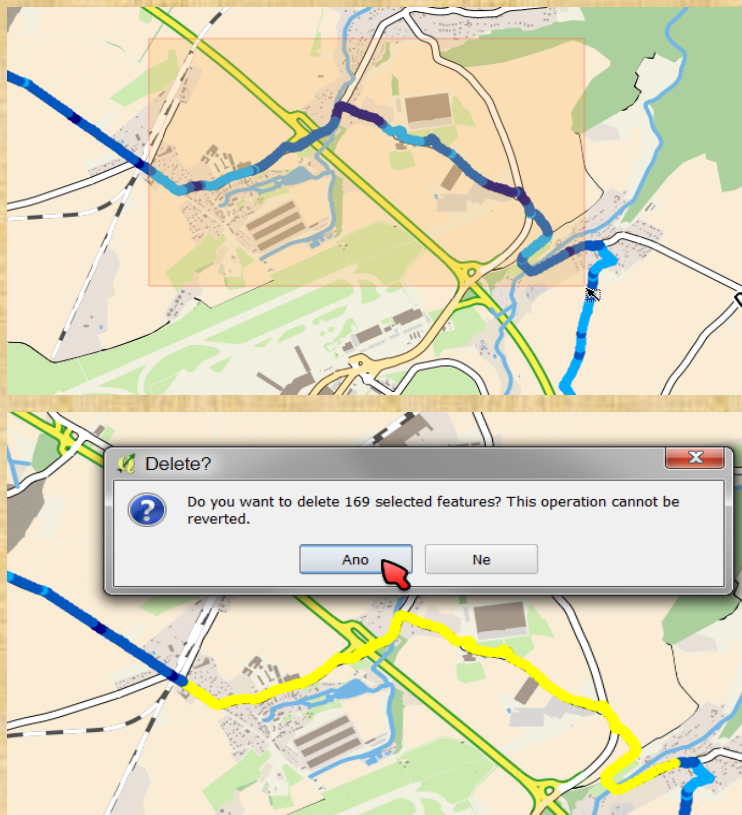 Delete?
Do you want to delete 169 selected features? This operation cannot be
reverted.
Ano
Ne